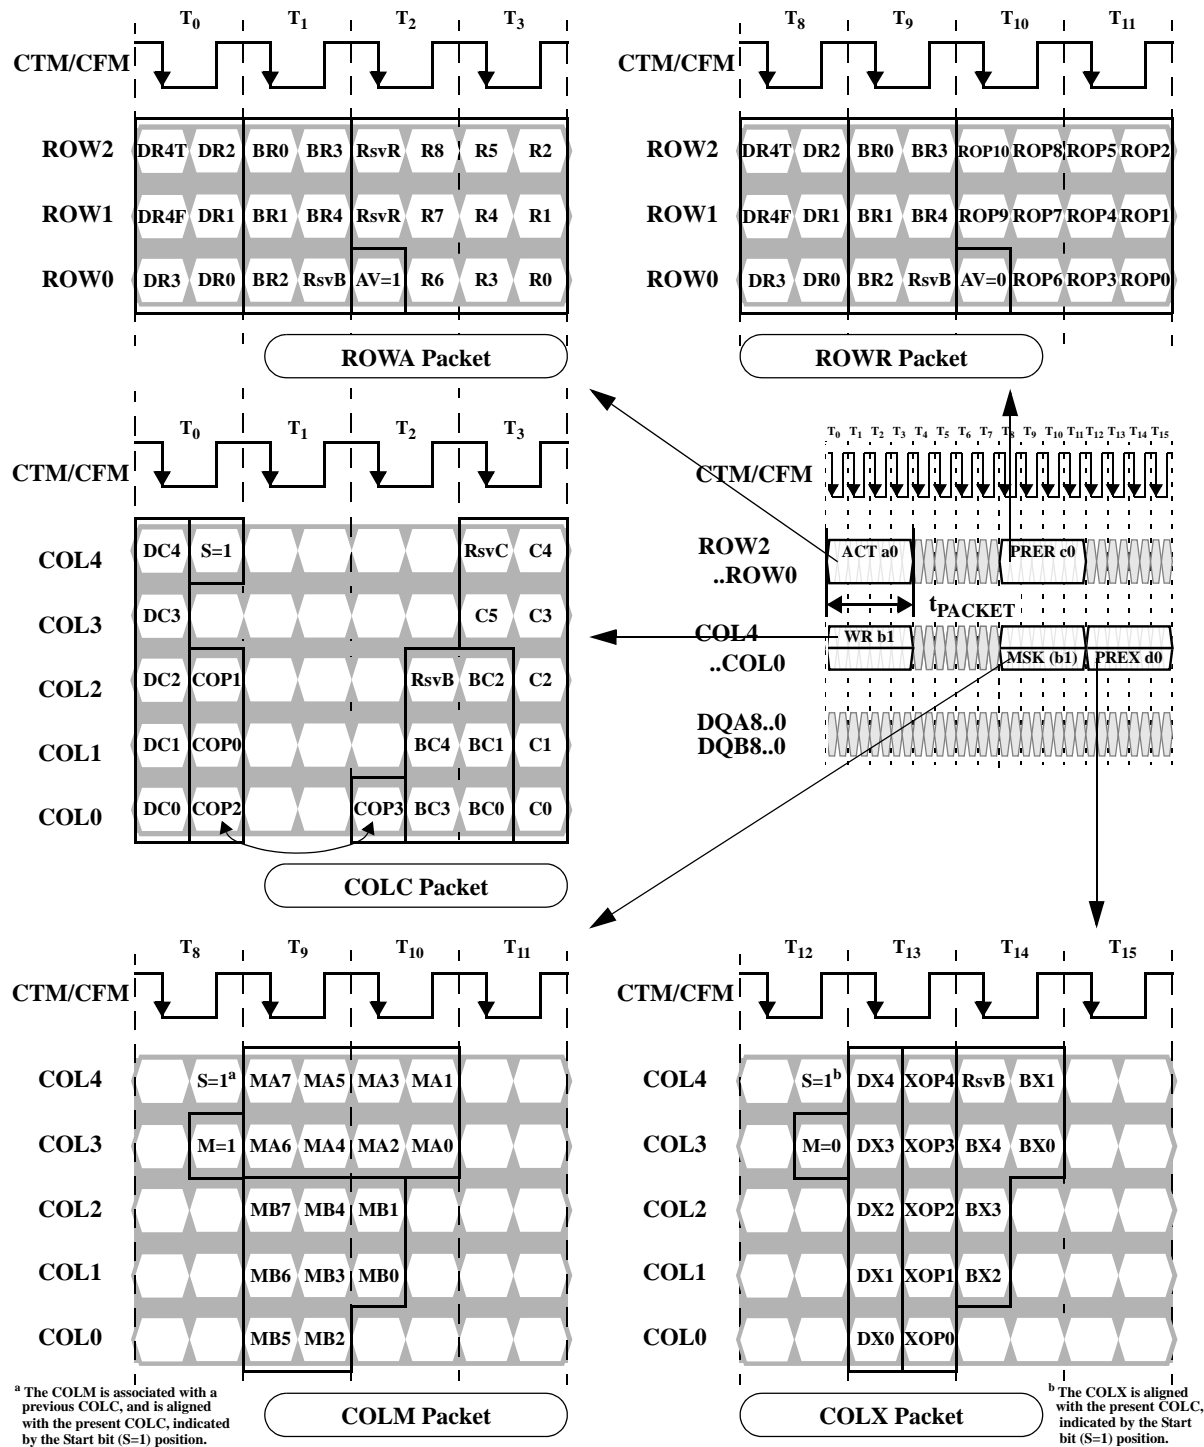 T0 T1 T2 T3
CTM/CFM
ROW2 DR4T DR2 BR0 BR3 RsvR R8 R5 R2
ROW1 DR4F DR1 BR1 BR4 RsvR R7 R4 R1
ROW0 DR3 DR0 BR2 RsvB AV=1 R6 R3 R0
ROWA Packet
T8 T9 T10 T11
CTM/CFM
ROW2 DR4T DR2 BR0 BR3 ROP10 ROP8 ROP5 ROP2
ROW1 DR4F DR1 BR1 BR4 ROP9 ROP7 ROP4 ROP1
ROW0 DR3 DR0 BR2 RsvB AV=0 ROP6 ROP3 ROP0
ROWR Packet
T0 T1 T2 T3
CTM/CFM
COL4 DC4 S=1 RsvC C4
COL3 DC3 C5 C3
COL2 DC2 COP1 RsvB BC2 C2
COL1 DC1 COP0 BC4 BC1 C1
COL0 DC0 COP2 COP3 BC3 BC0 C0
COLC Packet
T0 T1 T2 T3 T4 T5 T6 T7 T8 T9 T10 T11 T12 T13 T14 T15
CTM/CFM
ROW2 ACT a0 PRER c0
..ROW0
tPACKET
COL4 WR b1
..COL0 MSK (b1) PREX d0
DQA8..0
DQB8..0
T8 T9 T10 T11
CTM/CFM
COL4 S=1a MA7 MA5 MA3 MA1
COL3 M=1 MA6 MA4 MA2 MA0
COL2 MB7 MB4 MB1
COL1 MB6 MB3 MB0
COL0 MB5 MB2
COLM Packet
a The COLM is associated with a
previous COLC, and is aligned
with the present COLC, indicated
by the Start bit (S=1) position.
T12 T13 T14 T15
CTM/CFM
COL4 S=1b DX4 XOP4 RsvB BX1
COL3 M=0 DX3 XOP3 BX4 BX0
COL2 DX2 XOP2 BX3
COL1 DX1 XOP1 BX2
COL0 DX0 XOP0
COLX Packet
b The COLX is aligned
with the present COLC,
indicated by the Start
bit (S=1) position.